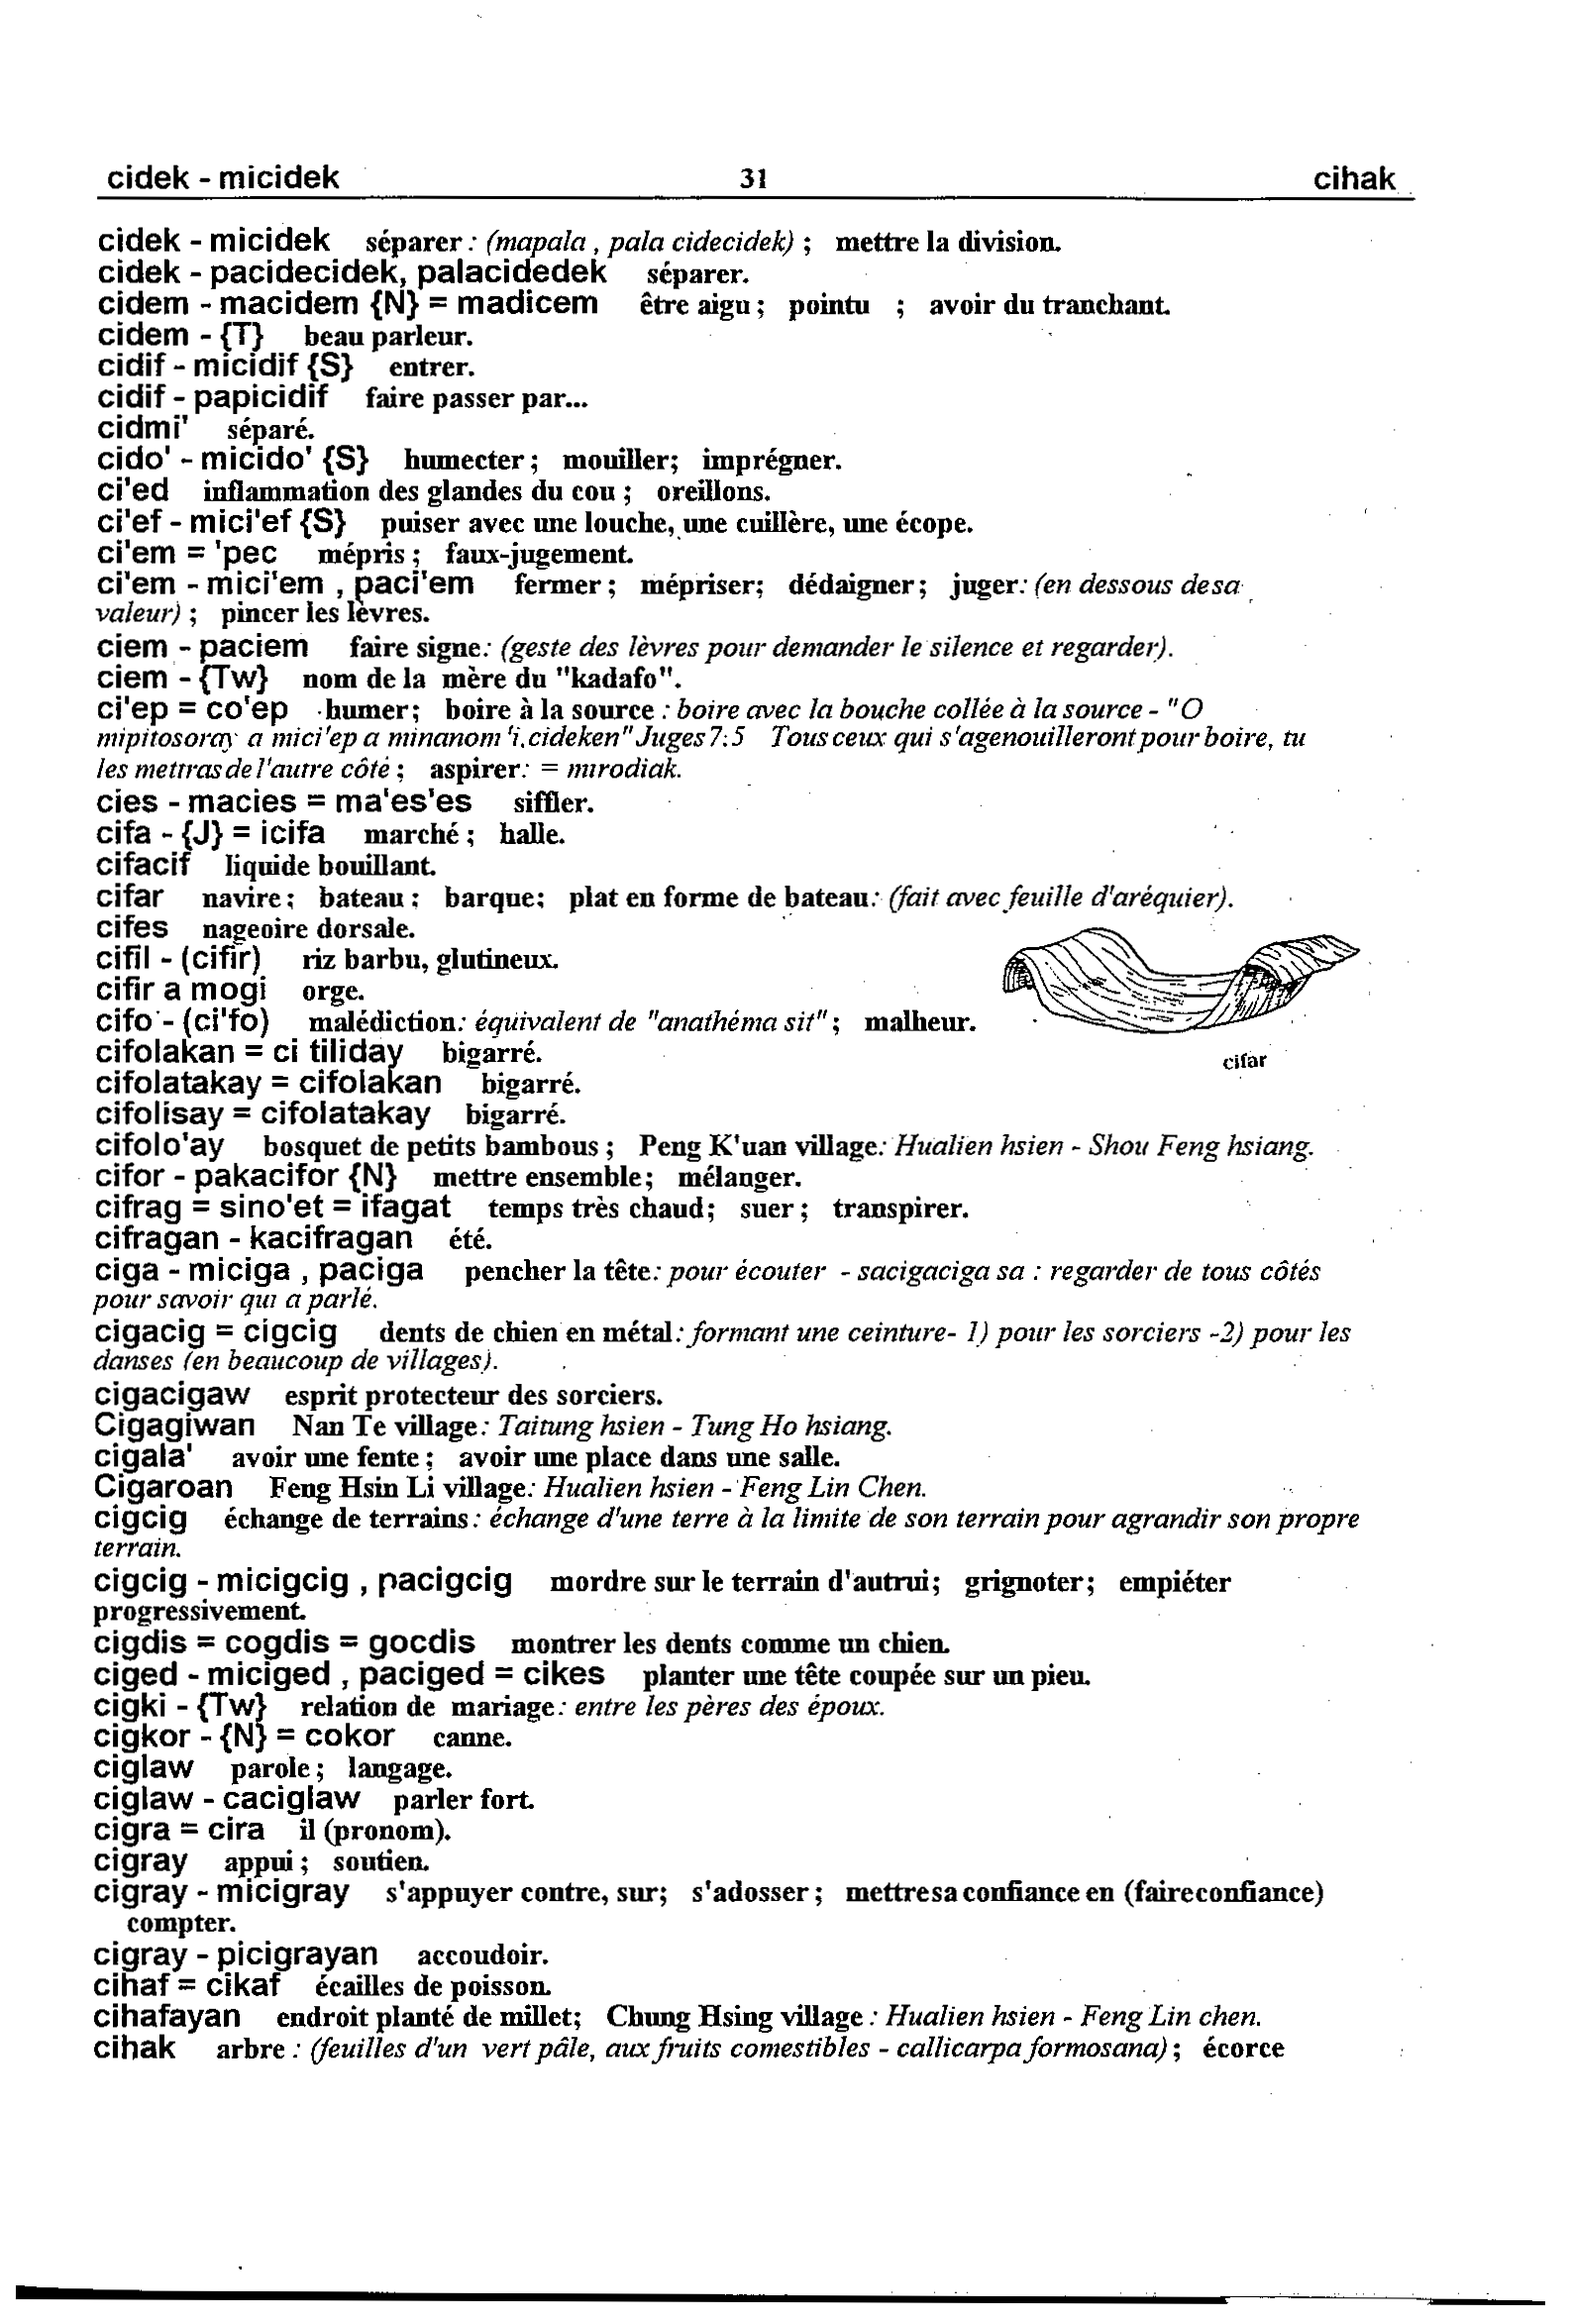 cidek - micidek 31 cihak
cidek - micidek séparer : (mapala , pala cidecidek) ; mettre la division.
cidek - pacidecidek, palacidedek séparer.
cidem - macidem {N} = madicem être aigu ; pointu ; avoir du tranchant.
cidem - {T} beau parleur.
cidif - micidif {S} entrer.
cidif - papicidif faire passer par...
cidmi' séparé.
cido' - micido' {S} humecter ; mouiller; imprégner.
ci'ed inflammation des glandes du cou ; oreillons.
ci'ef - mici'ef {S} puiser avec une louche, une cuillère, une écope.
ci'em = 'pec mépris ; faux-jugement.
ci'em - mici'em , paci'em fermer ; mépriser; dédaigner ; juger: (en dessous de sa
valeur) ; pincer les lèvres.
ciem - paciem faire signe: (geste des lèvres pour demander le silence et regarder).
ciem - {Tw} nom de la mère du "kadafo".
ci'ep = co'ep humer; boire à la source : boire avec la bouche collée à la source - "O
mipitosoray a mici'ep a minanom 'i cideken" Juges 7:5 Tous ceux qui s'agenouilleront pour boire, tu
les mettras de l'autre côté ; aspirer: = mirodiak.
cies - macies = ma'es'es siffler.
cifa - {J} = icifa marché ; halle.
cifacif liquide bouillant.
cifar navire ; bateau ; barque; plat en forme de bateau: (fait avec feuille d'aréquier).
cifes nageoire dorsale.
cifil - (cifir) riz barbu, glutineux.
cifir a mogi orge.
cifo - (ci'fo) malédiction: équivalent de "anathéma sit" ; malheur.
cifolakan = ci tiliday bigarré.
cifar
cifolatakay = cifolakan bigarré.
cifolisay = cifolatakay bigarré.
cifolo'ay bosquet de petits bambous ; Peng K'uan village: Hualien hsien - Shou Feng hsiang.
cifor - pakacifor {N} mettre ensemble ; mélanger.
cifrag = sino'et = ifagat temps très chaud; suer ; transpirer.
cifragan - kacifragan été.
ciga - miciga , paciga pencher la tête: pour écouter - sacigaciga sa : regarder de tous côtés
pour savoir qui a parlé.
cigacig = cigcig dents de chien en métal: formant une ceinture- 1) pour les sorciers -2) pour les
danses (en beaucoup de villages).
cigacigaw esprit protecteur des sorciers.
Cigagiwan Nan Te village: Taitung hsien - Tung Ho hsiang.
cigala' avoir une fente ; avoir une place dans une salle.
Cigaroan Feng Hsin Li village: Hualien hsien - Feng Lin Chen.
cigcig échange de terrains : échange d'une terre à la limite de son terrain pour agrandir son propre
terrain.
cigcig - micigcig , pacigcig mordre sur le terrain d'autrui; grignoter; empiéter
progressivement.
cigdis = cogdis = gocdis montrer les dents comme un chien.
ciged - miciged , paciged = cikes planter une tête coupée sur un pieu.
cigki - {Tw} relation de mariage : entre les pères des époux.
cigkor - {N} = cokor canne.
ciglaw parole ; langage.
ciglaw - caciglaw parler fort.
cigra = cira il (pronom).
cigray appui ; soutien.
cigray - micigray s'appuyer contre, sur; s'adosser ; mettre sa confiance en (faire confiance)
compter.
cigray - picigrayan accoudoir.
cihaf = cikaf écailles de poisson.
cihafayan endroit planté de millet; Chung Hsing village : Hualien hsien - Feng Lin chen.
cihak arbre : (feuilles d'un vert pâle, aux fruits comestibles - callicarpa formosana) ; écorce